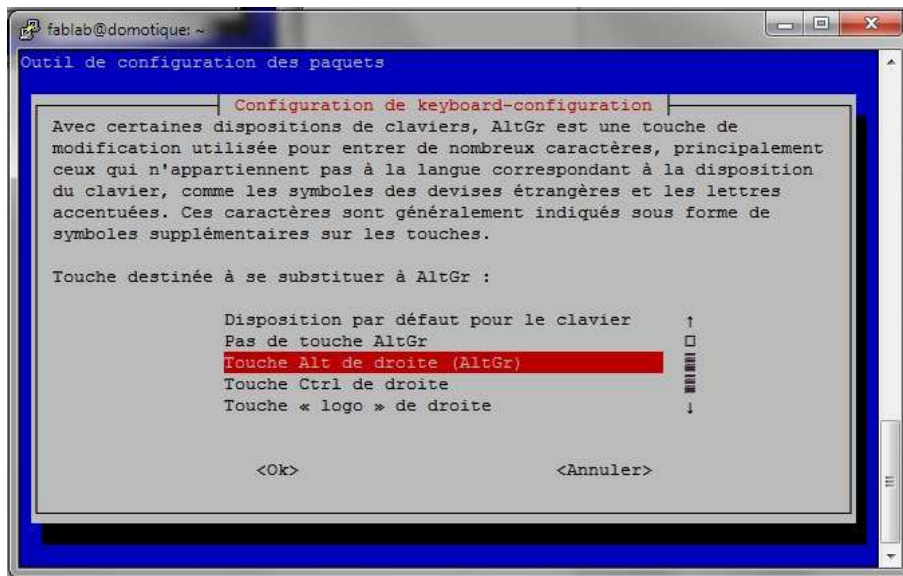 fablab@domotique: ~
Outil de configuration des paquets
Configuration de keyboard-configuration
Avec certaines dispositions de claviers, AltGr est une touche de
modification utilisée pour entrer de nombreux caractères, principalement
ceux qui n'appartiennent pas à la langue correspondant à la disposition
du clavier, comme les symboles des devises étrangères et les lettres
accentuées. Ces caractères sont généralement indiqués sous forme de
symboles supplémentaires sur les touches.
Touche destinée à se substituer à AltGr :
Disposition par défaut pour le clavier
Pas de touche AltGr
Touche Alt de droite (AltGr)
Touche Ctrl de droite
Touche « logo » de droite
<Ok> <Annuler>